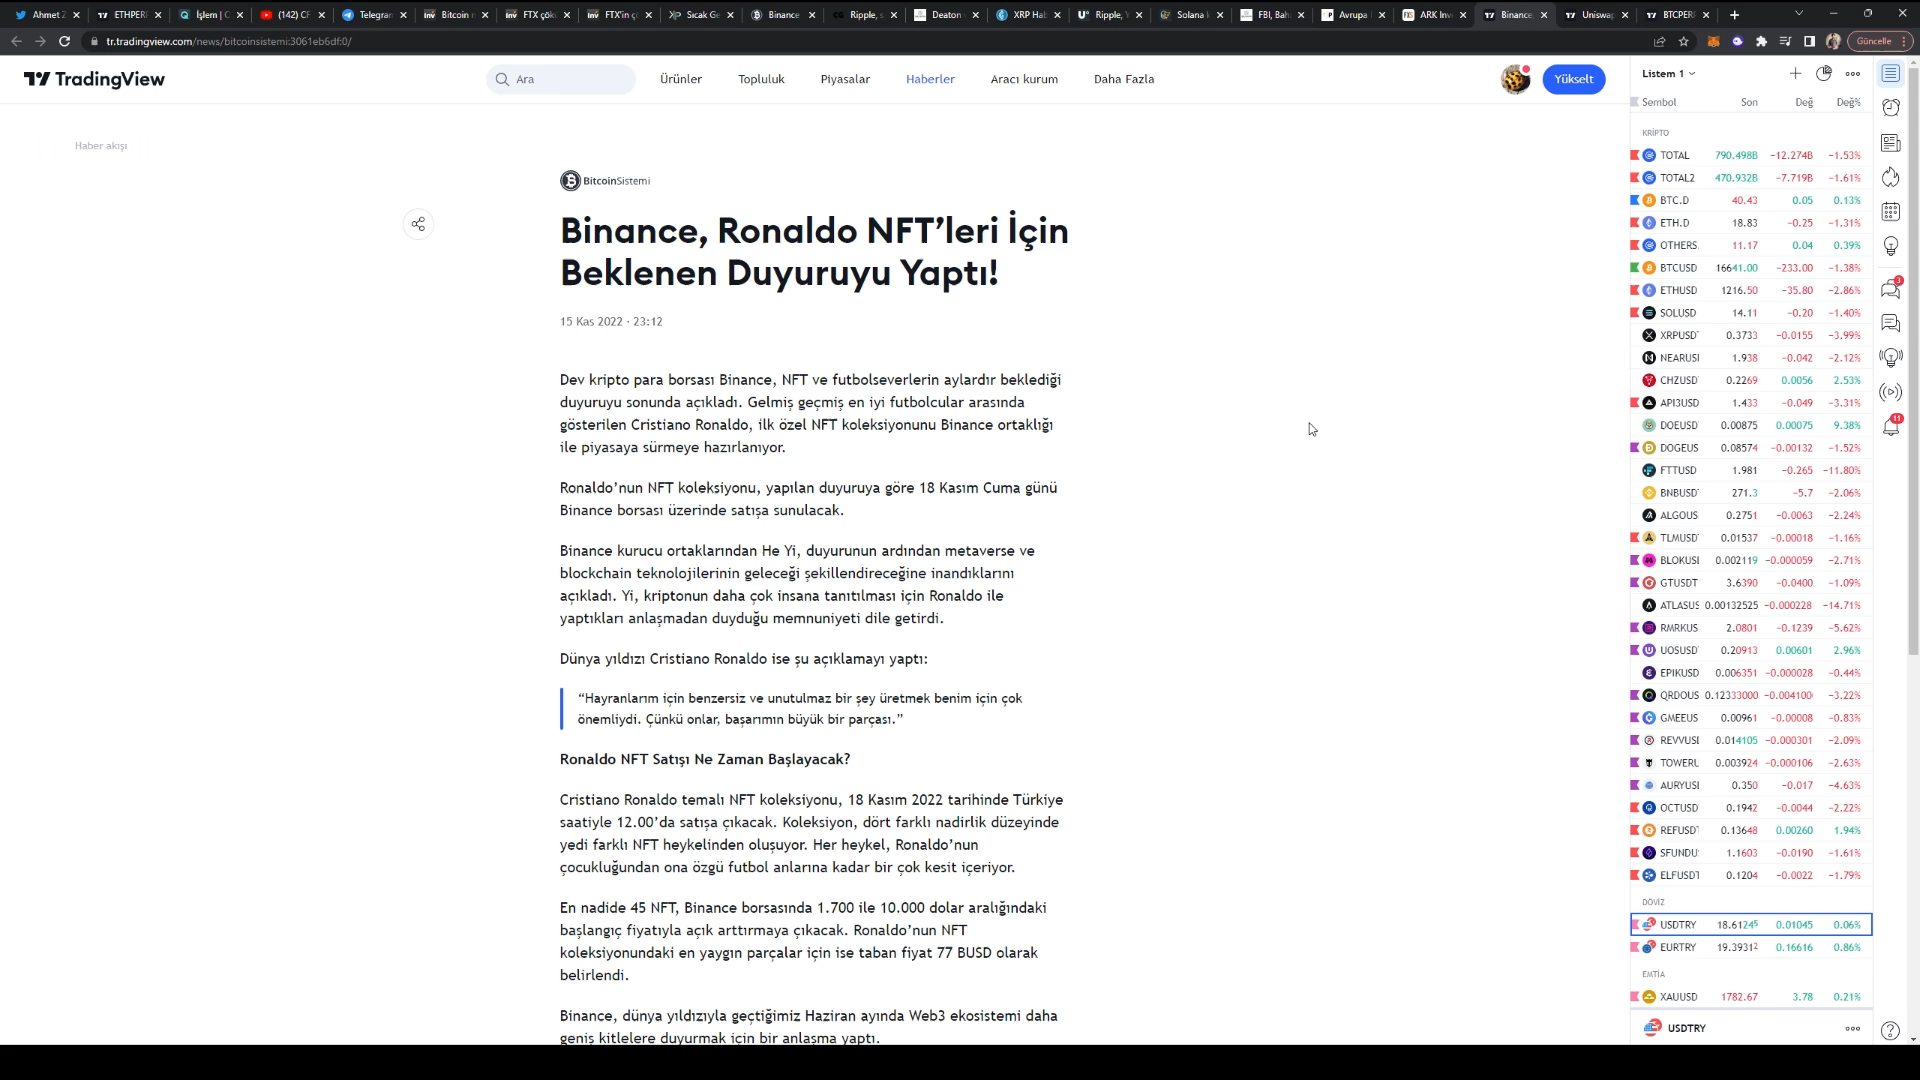 Ahmet Z
ETHPERP
İşlem | C
(142) CF
Telegram
Bitcoin
FTX çök
FTX'in ç
Sıcak Ge
Binance
Ripple, s
Deaton
XRP Hab
Ripple,
Solana
FBI, Bah
Avrupa
ARK Inv
Binance
Uniswap
BTCPERP
tr.tradingview.com/news/bitcoinsistemi:3061eb6df:0/
Güncelle
TradingView
Ara
Ürünler
Topluluk
Piyasalar
Haberler
Aracı kurum
Daha Fazla
Yükselt
Haber akışı
BitcoinSistemi
Binance, Ronaldo NFT’leri İçin
Beklenen Duyuruyu Yaptı!
15 Kas 2022 · 23:12
Dev kripto para borsası Binance, NFT ve futbolseverlerin aylardır beklediği
duyuruyu sonunda açıkladı. Gelmiş geçmiş en iyi futbolcular arasında
gösterilen Cristiano Ronaldo, ilk özel NFT koleksiyonunu Binance ortaklığı
ile piyasaya sürmeye hazırlanıyor.
Ronaldo’nun NFT koleksiyonu, yapılan duyuruya göre 18 Kasım Cuma günü
Binance borsası üzerinde satışa sunulacak.
Binance kurucu ortaklarından He Yi, duyurunun ardından metaverse ve
blockchain teknolojilerinin geleceği şekillendireceğine inandıklarını
açıkladı. Yi, kriptonun daha çok insana tanıtılması için Ronaldo ile
yaptıkları anlaşmadan duyduğu memnuniyeti dile getirdi.
Dünya yıldızı Cristiano Ronaldo ise şu açıklamayı yaptı:
“Hayranlarım için benzersiz ve unutulmaz bir şey üretmek benim için çok
önemliydi. Çünkü onlar, başarımın büyük bir parçası.”
Ronaldo NFT Satışı Ne Zaman Başlayacak?
Cristiano Ronaldo temalı NFT koleksiyonu, 18 Kasım 2022 tarihinde Türkiye
saatiyle 12.00’da satışa çıkacak. Koleksiyon, dört farklı nadirlik düzeyinde
yedi farklı NFT heykelinden oluşuyor. Her heykel, Ronaldo’nun
çocukluğundan ona özgü futbol anlarına kadar bir çok kesit içeriyor.
En nadide 45 NFT, Binance borsasında 1.700 ile 10.000 dolar aralığındaki
başlangıç fiyatıyla açık arttırmaya çıkacak. Ronaldo’nun NFT
koleksiyonundaki en yaygın parçalar için ise taban fiyat 77 BUSD olarak
belirlendi.
Binance, dünya yıldızıyla geçtiğimiz Haziran ayında Web3 ekosistemi daha
geniş kitlelere duyurmak için bir anlaşma yaptı.
Listem 1
Sembol Son Değ Değ%
KRİPTO
TOTAL 790.498B −12.274B −1.53%
TOTAL2 470.932B −7.719B −1.61%
BTC.D 40.43 0.05 0.13%
ETH.D 18.83 −0.25 −1.31%
OTHERS. 11.17 0.04 0.39%
BTCUSD 16641.00 −233.00 −1.38%
ETHUSD 1216.50 −35.80 −2.86%
SOLUSD 14.11 −0.20 −1.40%
XRPUSD 0.3733 −0.0155 −3.99%
NEARUSI 1.938 −0.042 −2.12%
CHZUSD 0.2269 0.0056 2.53%
API3USD 1.433 −0.049 −3.31%
DOEUSD 0.00875 0.00075 9.38%
DOGEUS 0.08574 −0.00132 −1.52%
FTTUSD 1.981 −0.265 −11.80%
BNBUSD 271.3 −5.7 −2.06%
ALGOUS 0.2751 −0.0063 −2.24%
TLMUSD 0.01537 −0.00018 −1.16%
BLOKUSI 0.002119 −0.000059 −2.71%
GTUSDT 3.6390 −0.0400 −1.09%
ATLASUS 0.00132525 −0.000228 −14.71%
RMRKUS 2.0801 −0.1239 −5.62%
UOSUSD 0.20913 0.00601 2.96%
EPIKUSD 0.006351 −0.000028 −0.44%
QRDOUS 0.12333000 −0.004100 −3.22%
GMEEUS 0.00961 −0.00008 −0.83%
REVVUSI 0.014105 −0.000301 −2.09%
TOWERU 0.003924 −0.000106 −2.63%
AURYUSI 0.350 −0.017 −4.63%
OCTUSD 0.1942 −0.0044 −2.22%
REFUSDT 0.13648 0.00260 1.94%
SFUNDU 1.1603 −0.0190 −1.61%
ELFUSDT 0.1204 −0.0022 −1.79%
DÖVİZ
USDTRY 18.61245 0.01045 0.06%
EURTRY 19.39312 0.16616 0.86%
EMTİA
XAUUSD 1782.67 3.78 0.21%
USDTRY
3
11